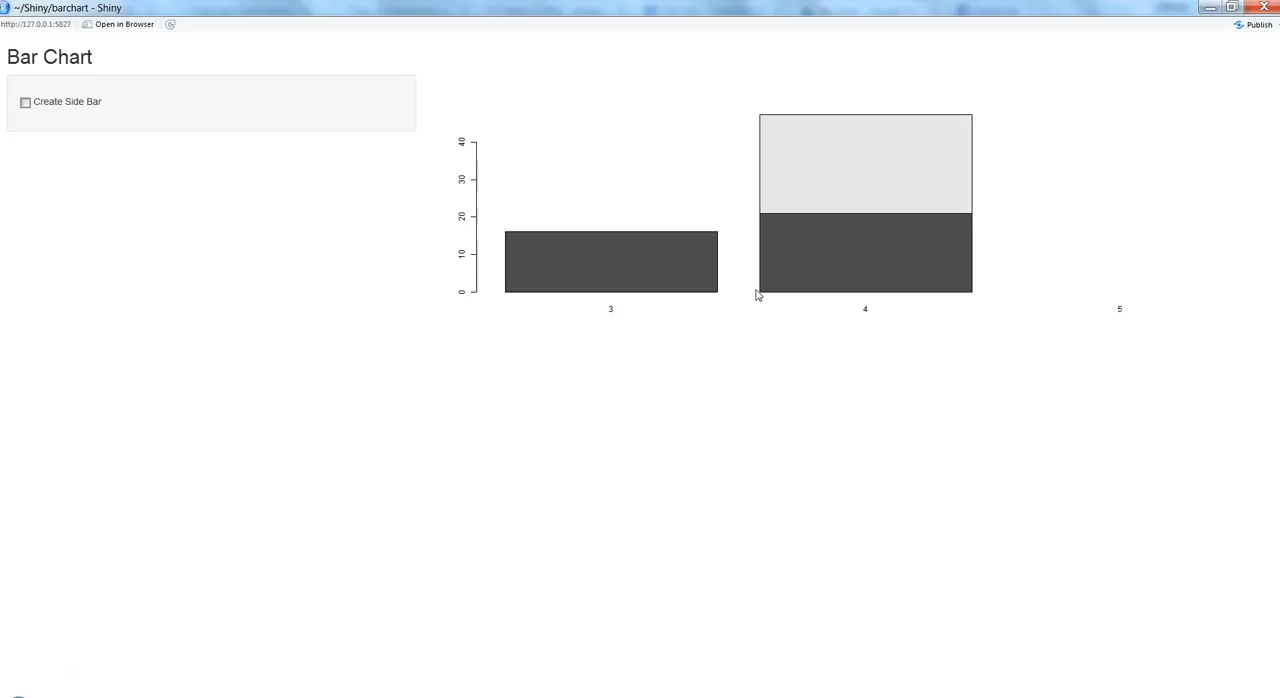 ~/Shiny/barchart - Shiny
http://127.0.0.1:5827 Open in Browser Publish
Bar Chart
Create Side Bar
40
30
20
10
0
3 4 5